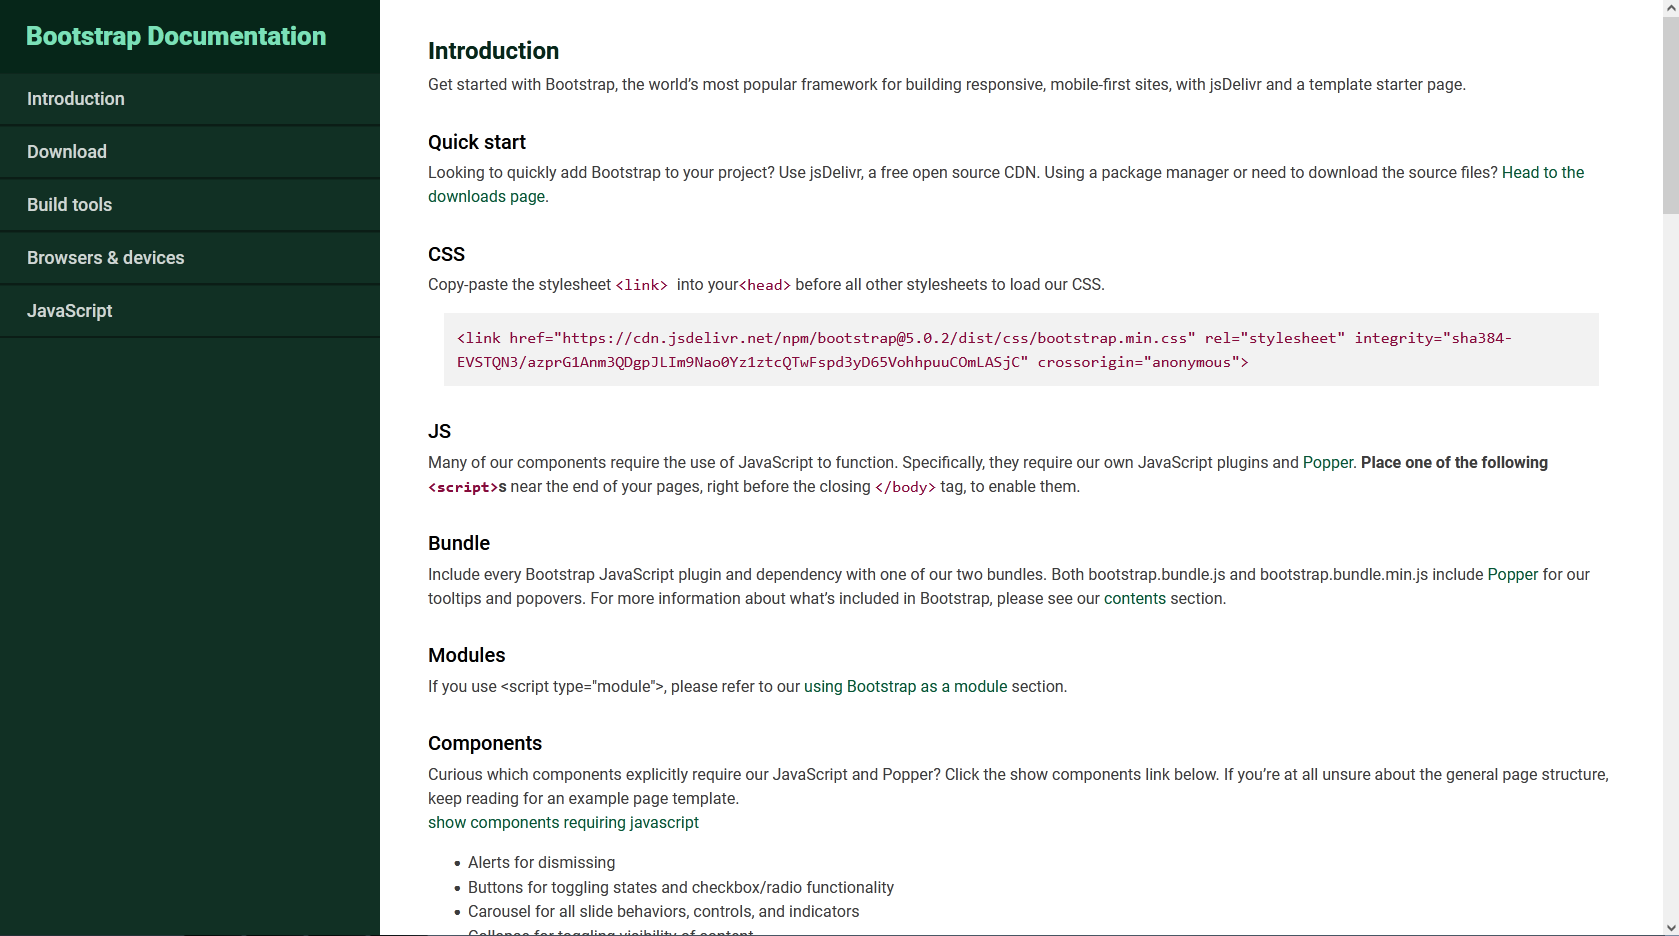 Bootstrap Documentation
Introduction
Download
Build tools
Browsers & devices
JavaScript
Introduction
Get started with Bootstrap, the world’s most popular framework for building responsive, mobile-first sites, with jsDelivr and a template starter page.
Quick start
Looking to quickly add Bootstrap to your project? Use jsDelivr, a free open source CDN. Using a package manager or need to download the source files? Head to the
downloads page.
CSS
Copy-paste the stylesheet <link> into your<head> before all other stylesheets to load our CSS.
<link href="https://cdn.jsdelivr.net/npm/bootstrap@5.0.2/dist/css/bootstrap.min.css" rel="stylesheet" integrity="sha384-
EVSTQN3/azprG1Anm3QDgpJLIm9Nao0Yz1ztcQTwFspd3yD65VohhpuuCOmLASjC" crossorigin="anonymous">
JS
Many of our components require the use of JavaScript to function. Specifically, they require our own JavaScript plugins and Popper. Place one of the following
<script>s near the end of your pages, right before the closing </body> tag, to enable them.
Bundle
Include every Bootstrap JavaScript plugin and dependency with one of our two bundles. Both bootstrap.bundle.js and bootstrap.bundle.min.js include Popper for our
tooltips and popovers. For more information about what’s included in Bootstrap, please see our contents section.
Modules
If you use <script type="module">, please refer to our using Bootstrap as a module section.
Components
Curious which components explicitly require our JavaScript and Popper? Click the show components link below. If you’re at all unsure about the general page structure,
keep reading for an example page template.
show components requiring javascript
• Alerts for dismissing
• Buttons for toggling states and checkbox/radio functionality
• Carousel for all slide behaviors, controls, and indicators
Collapse for toggling visibility of content